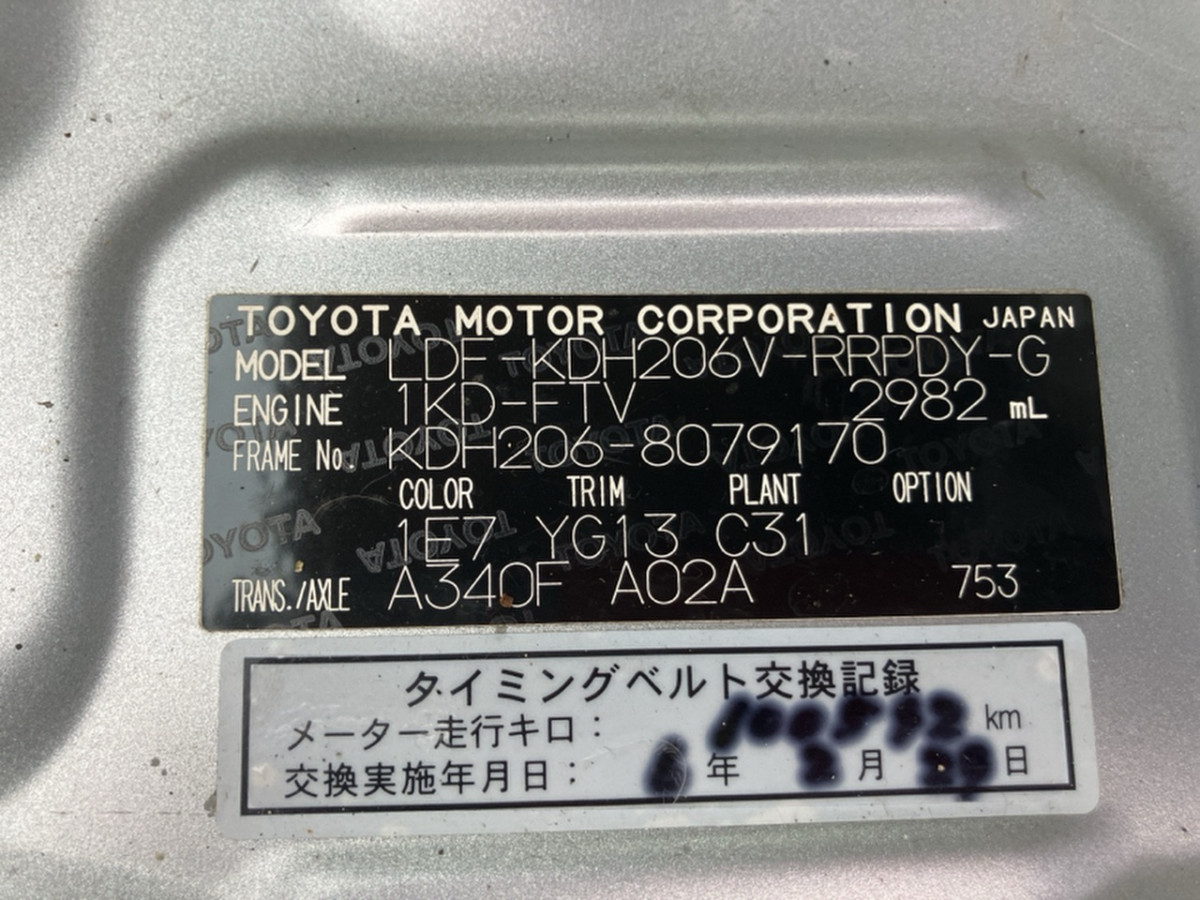 TOYOTA MOTOR CORPORATION JAPAN
MODEL LDF-KDH206V-RRPDY-G
ENGINE 1KD-FTV 2982 mL
FRAME No. KDH206-8079170
COLOR TRIM PLANT OPTION
1E7 YG13 C31
TRANS./AXLE A340F A02A 753
タイミングベルト交換記録
メーター走行キロ: km
交換実施年月日: 6 年 2 月 29 日